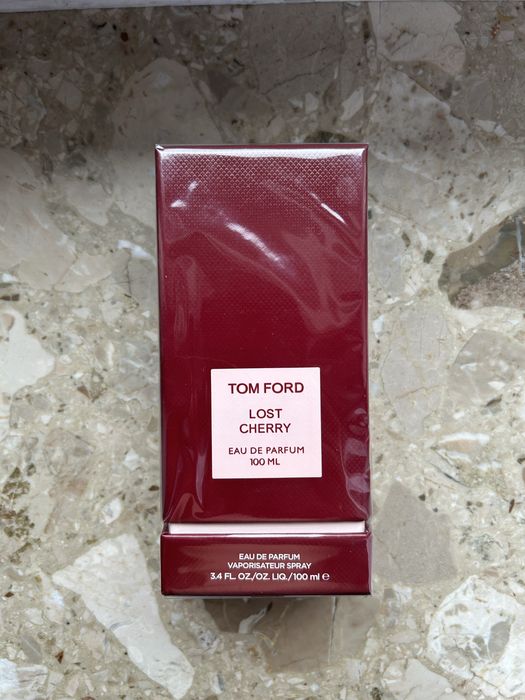 TOM FORD
LOST
CHERRY
EAU DE PARFUM
100 ML
EAU DE PARFUM
VAPORISATEUR SPRAY
3.4 FL. OZ./OZ. LIQ./100 ml ℮